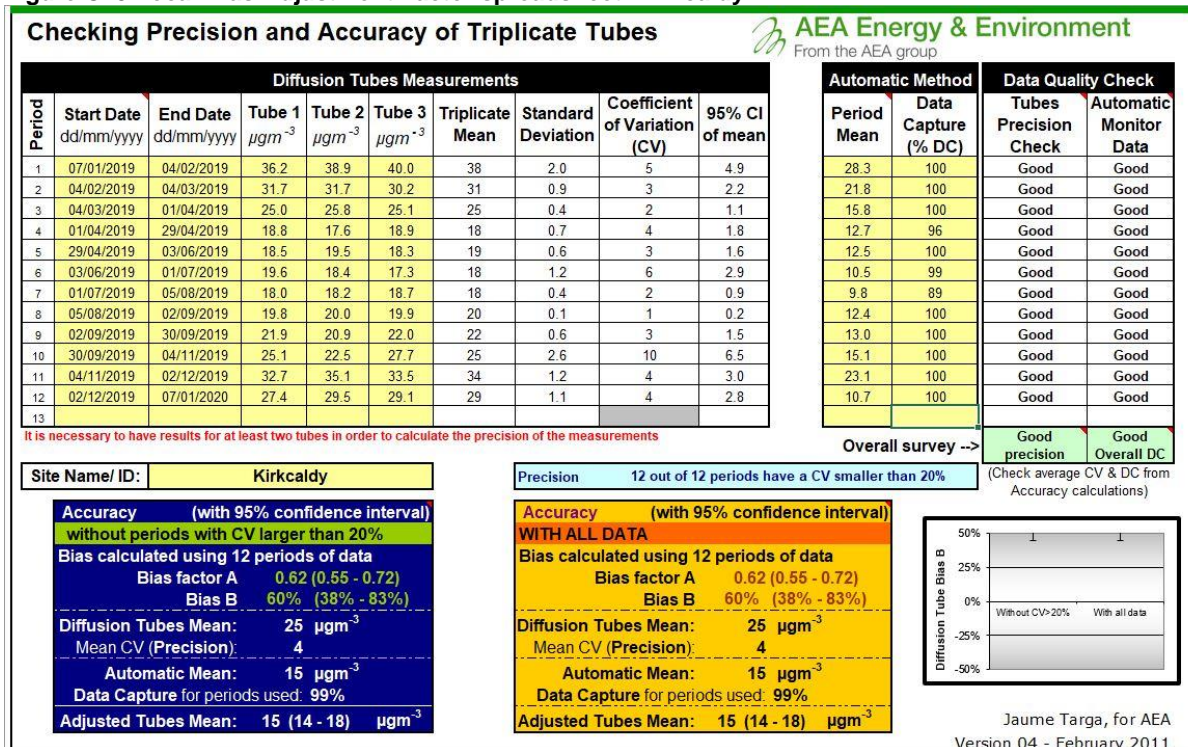 Checking Precision and Accuracy of Triplicate Tubes
AEA Energy & Environment
From the AEA group
Diffusion Tubes Measurements
Automatic Method
Data Quality Check
Period Start Date dd/mm/yyyy End Date dd/mm/yyyy Tube 1 µgm-3 Tube 2 µgm-3 Tube 3 µgm-3 Triplicate Mean Standard Deviation Coefficient of Variation (CV) 95% CI of mean Period Mean Data Capture (% DC) Tubes Precision Check Automatic Monitor Data
1 07/01/2019 04/02/2019 36.2 38.9 40.0 38 2.0 5 4.9 28.3 100 Good Good
2 04/02/2019 04/03/2019 31.7 31.7 30.2 31 0.9 3 2.2 21.8 100 Good Good
3 04/03/2019 01/04/2019 25.0 25.8 25.1 25 0.4 2 1.1 15.8 100 Good Good
4 01/04/2019 29/04/2019 18.8 17.6 18.9 18 0.7 4 1.8 12.7 96 Good Good
5 29/04/2019 03/06/2019 18.5 19.5 18.3 19 0.6 3 1.6 12.5 100 Good Good
6 03/06/2019 01/07/2019 19.6 18.4 17.3 18 1.2 6 2.9 10.5 99 Good Good
7 01/07/2019 05/08/2019 18.0 18.2 18.7 18 0.4 2 0.9 9.8 89 Good Good
8 05/08/2019 02/09/2019 19.8 20.0 19.9 20 0.1 1 0.2 12.4 100 Good Good
9 02/09/2019 30/09/2019 21.9 20.9 22.0 22 0.6 3 1.5 13.0 100 Good Good
10 30/09/2019 04/11/2019 25.1 22.5 27.7 25 2.6 10 6.5 15.1 100 Good Good
11 04/11/2019 02/12/2019 32.7 35.1 33.5 34 1.2 4 3.0 23.1 100 Good Good
12 02/12/2019 07/01/2020 27.4 29.5 29.1 29 1.1 4 2.8 10.7 100 Good Good
13
It is necessary to have results for at least two tubes in order to calculate the precision of the measurements
Overall survey --> Good precision Good Overall DC
Site Name/ ID: Kirkcaldy
Precision 12 out of 12 periods have a CV smaller than 20%
(Check average CV & DC from
Accuracy calculations)
Accuracy (with 95% confidence interval)
without periods with CV larger than 20%
Bias calculated using 12 periods of data
Bias factor A 0.62 (0.55 - 0.72)
Bias B 60% (38% - 83%)
Diffusion Tubes Mean: 25 µgm-3
Mean CV (Precision): 4
Automatic Mean: 15 µgm-3
Data Capture for periods used: 99%
Adjusted Tubes Mean: 15 (14 - 18) µgm-3
Accuracy (with 95% confidence interval)
WITH ALL DATA
Bias calculated using 12 periods of data
Bias factor A 0.62 (0.55 - 0.72)
Bias B 60% (38% - 83%)
Diffusion Tubes Mean: 25 µgm-3
Mean CV (Precision): 4
Automatic Mean: 15 µgm-3
Data Capture for periods used: 99%
Adjusted Tubes Mean: 15 (14 - 18) µgm-3
Diffusion Tube Bias B
50%
25%
0%
-25%
-50%
Without CV>20% With all data
Jaume Targa, for AEA
Version 04 - February 2011